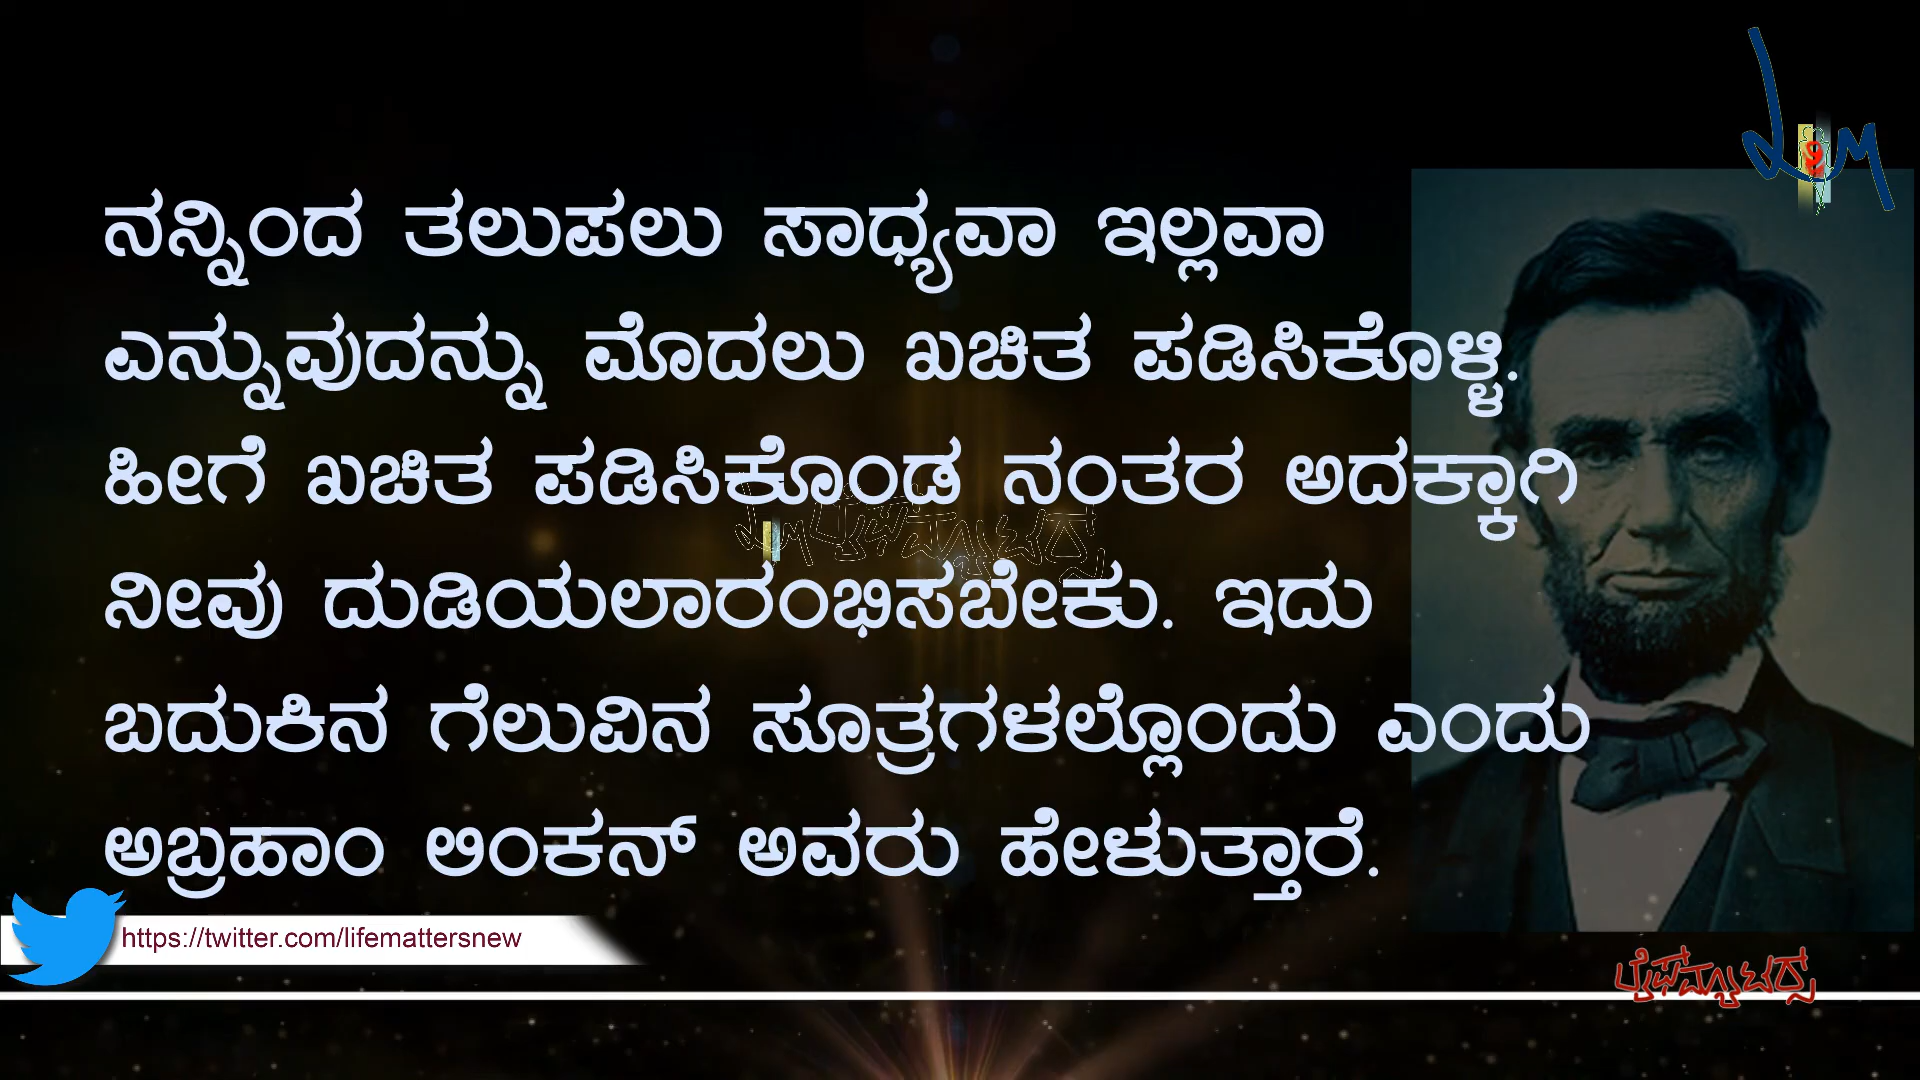 ನನ್ನಿಂದ ತಲುಪಲು ಸಾಧ್ಯವಾ ಇಲ್ಲವಾ
ಎನ್ನುವುದನ್ನು ಮೊದಲು ಖಚಿತ ಪಡಿಸಿಕೊಳ್ಳಿ.
ಹೀಗೆ ಖಚಿತ ಪಡಿಸಿಕೊಂಡ ನಂತರ ಅದಕ್ಕಾಗಿ
ನೀವು ದುಡಿಯಲಾರಂಭಿಸಬೇಕು. ಇದು
ಬದುಕಿನ ಗೆಲುವಿನ ಸೂತ್ರಗಳಲ್ಲೊಂದು ಎಂದು
ಅಬ್ರಹಾಂ ಲಿಂಕನ್ ಅವರು ಹೇಳುತ್ತಾರೆ.
https://twitter.com/lifemattersnew
ಲೈಫ್‌ಮ್ಯಾಟರ್ಸ್